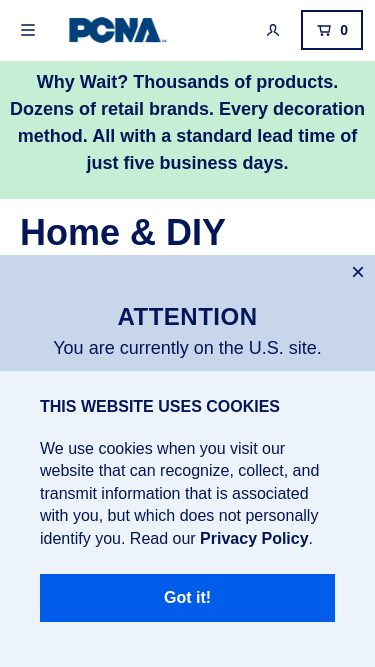 PCNA
0
Why Wait? Thousands of products.
Dozens of retail brands. Every decoration
method. All with a standard lead time of
just five business days.
Home & DIY
ATTENTION
You are currently on the U.S. site.
THIS WEBSITE USES COOKIES
We use cookies when you visit our
website that can recognize, collect, and
transmit information that is associated
with you, but which does not personally
identify you. Read our Privacy Policy.
Got it!